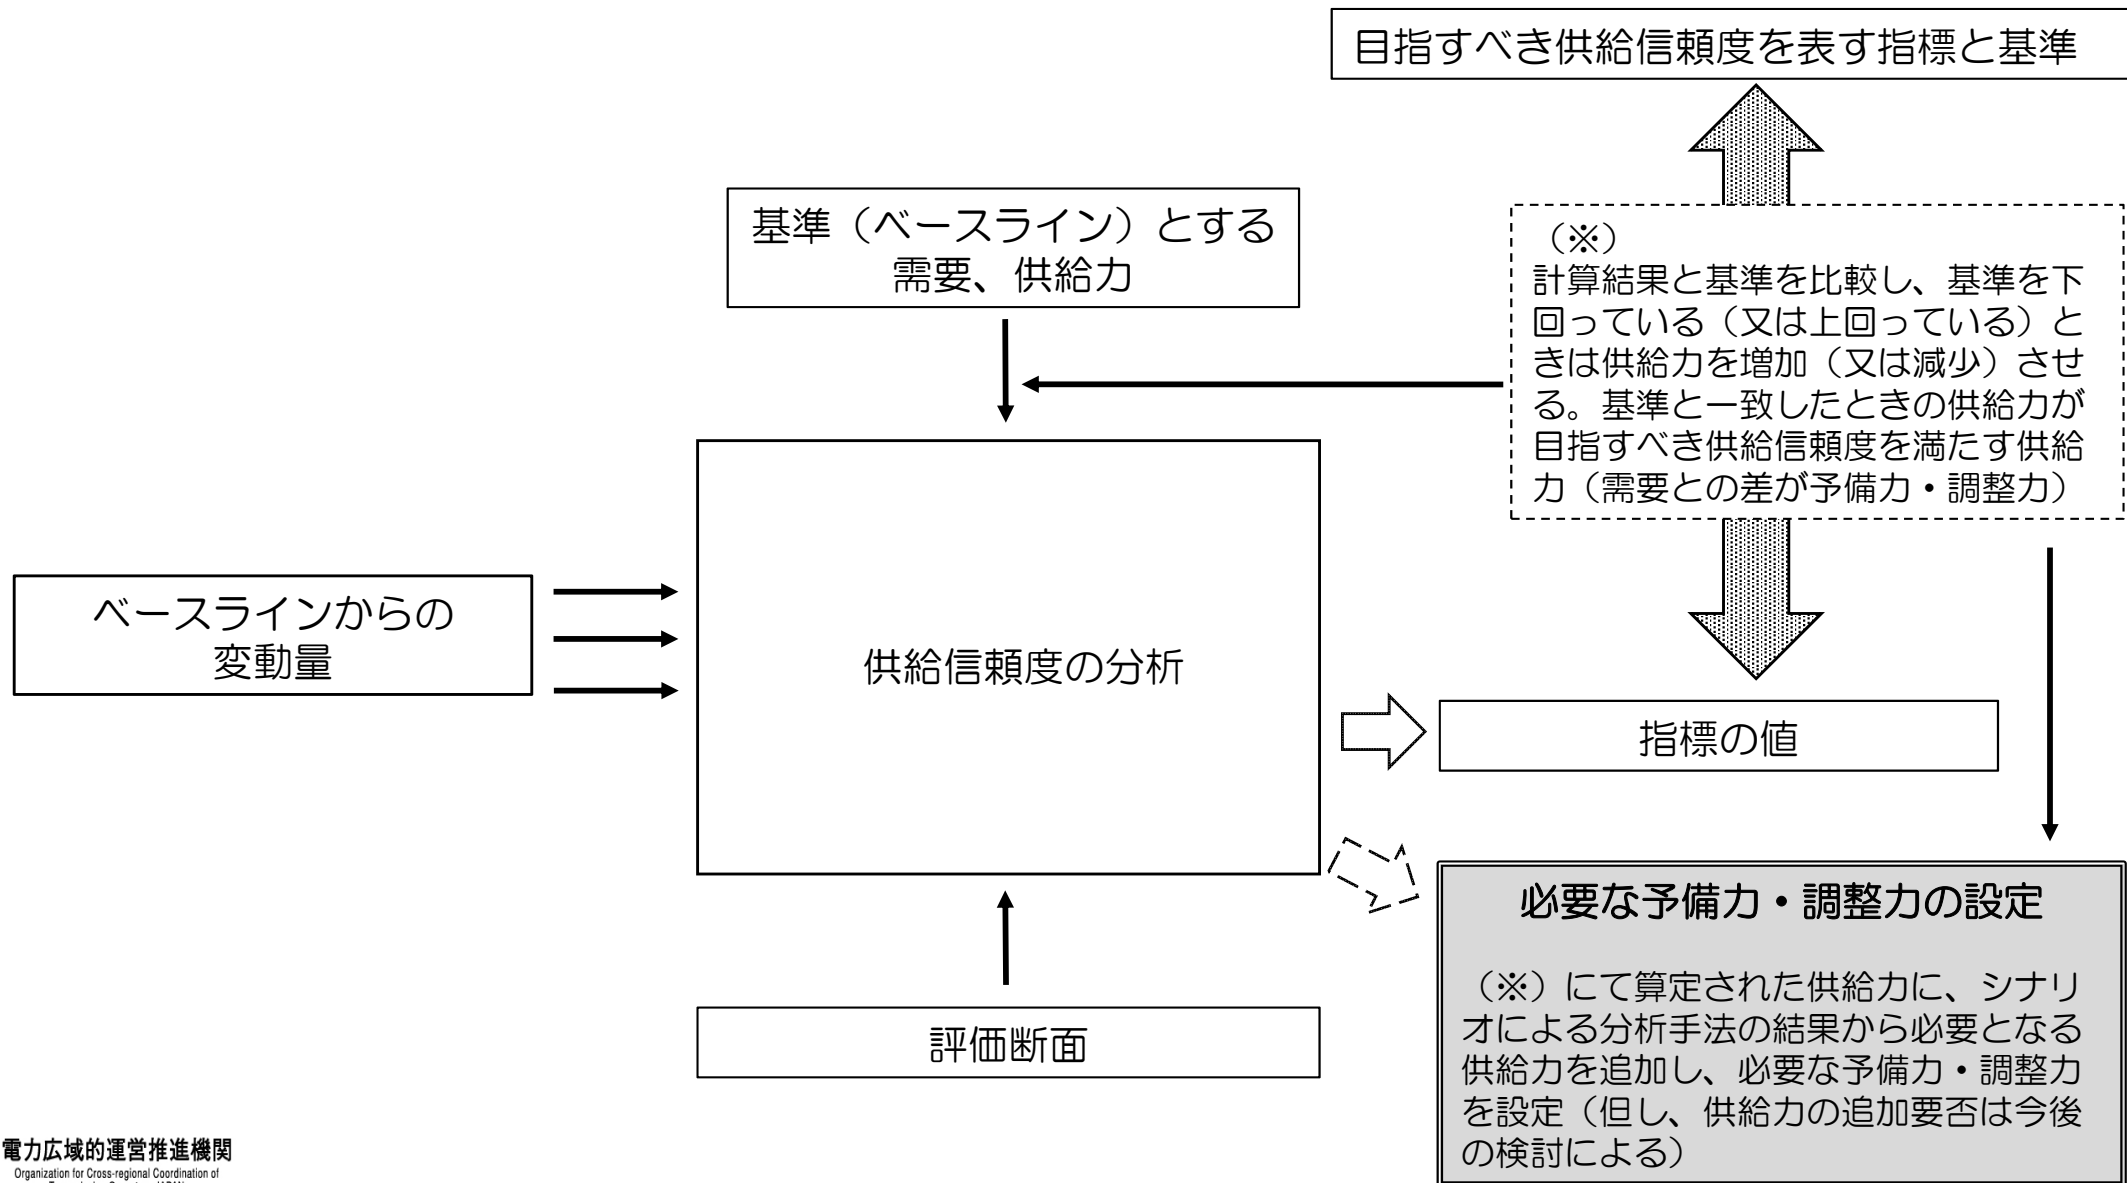 目指すべき供給信頼度を表す指標と基準
基準（ベースライン）とする
需要、供給力
（※）
計算結果と基準を比較し、基準を下
回っている（又は上回っている）と
きは供給力を増加（又は減少）させ
る。基準と一致したときの供給力が
目指すべき供給信頼度を満たす供給
力（需要との差が予備力・調整力）
ベースラインからの
変動量
供給信頼度の分析
指標の値
評価断面
必要な予備力・調整力の設定
（※）にて算定された供給力に、シナリ
オによる分析手法の結果から必要となる
供給力を追加し、必要な予備力・調整力
を設定（但し、供給力の追加要否は今後
の検討による）
電力広域的運営推進機関
Organization for Cross-regional Coordination of